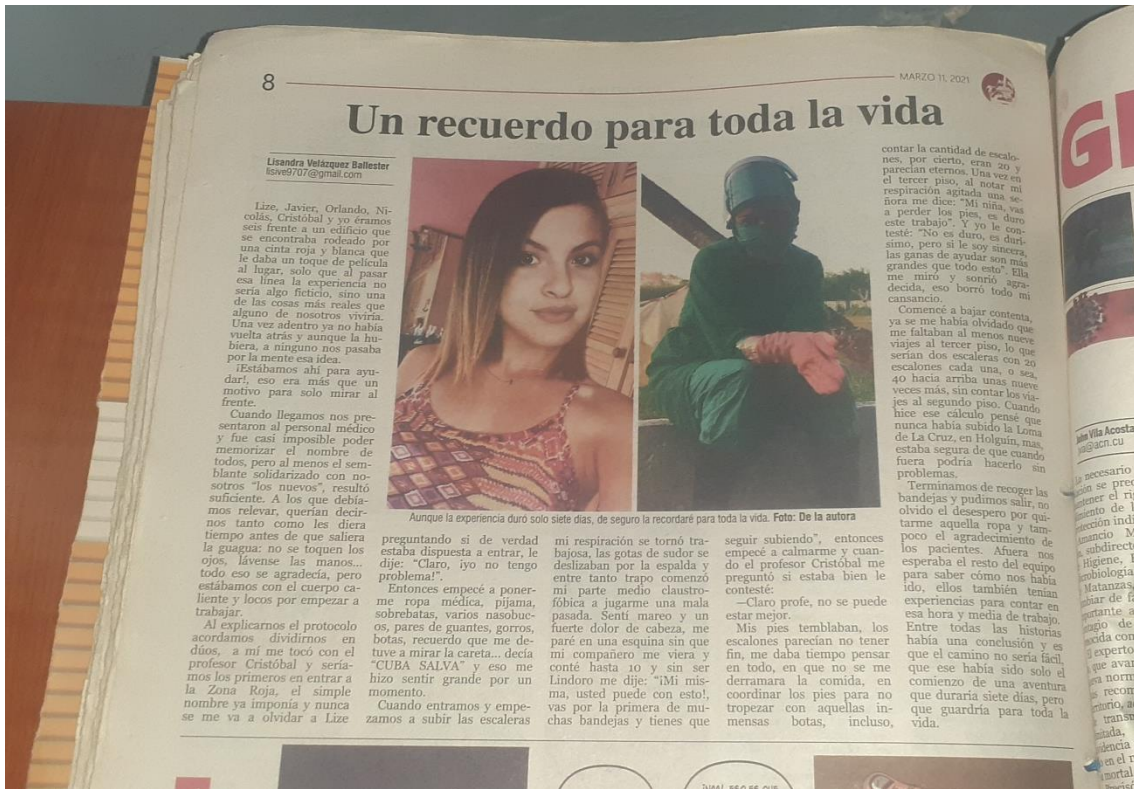 8
MARZO 11, 2021
Un recuerdo para toda la vida
Lisandra Velázquez Ballester
lisive9707@gmail.com
Lize, Javier, Orlando, Ni-
colás, Cristóbal y yo éramos
seis frente a un edificio que
se encontraba rodeado por
una cinta roja y blanca que
le daba un toque de película
al lugar, solo que al pasar
esa línea la experiencia no
sería algo ficticio, sino una
de las cosas más reales que
alguno de nosotros viviría.
Una vez adentro ya no había
vuelta atrás y aunque la hu-
biera, a ninguno nos pasaba
por la mente esa idea.
¡Estábamos ahí para ayu-
dar!, eso era más que un
motivo para solo mirar al
frente.
Cuando llegamos nos pre-
sentaron al personal médico
y fue casi imposible poder
memorizar el nombre de
todos, pero al menos el sem-
blante solidarizado con no-
sotros "los nuevos", resultó
suficiente. A los que debía-
mos relevar, querían decir-
nos tanto como les diera
tiempo antes de que saliera
la guagua: no se toquen los
ojos, lávense las manos...
todo eso se agradecía, pero
estábamos con el cuerpo ca-
liente y locos por empezar a
trabajar.
Al explicarnos el protocolo
acordamos dividirnos en
dúos, a mí me tocó con el
profesor Cristóbal y sería-
mos los primeros en entrar a
la Zona Roja, el simple
nombre ya imponía y nunca
se me va a olvidar a Lize
Aunque la experiencia duró solo siete días, de seguro la recordaré para toda la vida. Foto: De la autora
preguntando si de verdad
estaba dispuesta a entrar, le
dije: "Claro, ¡yo no tengo
problema!".
Entonces empecé a poner-
me ropa médica, pijama,
sobrebatas, varios nasobuc-
os, pares de guantes, gorros,
botas, recuerdo que me de-
tuve a mirar la careta... decía
"CUBA SALVA" y eso me
hizo sentir grande por un
momento.
Cuando entramos y empe-
zamos a subir las escaleras
mi respiración se tornó tra-
bajosa, las gotas de sudor se
deslizaban por la espalda y
entre tanto trapo comenzó
mi parte medio claustro-
fóbica a jugarme una mala
pasada. Sentí mareo y un
fuerte dolor de cabeza, me
paré en una esquina sin que
mi compañero me viera y
conté hasta 10 y sin ser
Lindoro me dije: "¡Mi mis-
ma, usted puede con esto!,
vas por la primera de mu-
chas bandejas y tienes que
seguir subiendo", entonces
empecé a calmarme y cuan-
do el profesor Cristóbal me
preguntó si estaba bien le
contesté:
—Claro profe, no se puede
estar mejor.
Mis pies temblaban, los
escalones parecían no tener
fin, me daba tiempo pensar
en todo, en que no se me
derramara la comida, en
coordinar los pies para no
tropezar con aquellas in-
mensas botas, incluso,
contar la cantidad de escalo-
nes, por cierto, eran 20 y
parecían eternos. Una vez en
el tercer piso, al notar mi
respiración agitada una se-
ñora me dice: "Mi niña, vas
a perder los pies, es duro
este trabajo". Y yo le con-
testé: "No es duro, es durí-
simo, pero si le soy sincera,
las ganas de ayudar son más
grandes que todo esto". Ella
me miró y sonrió agra-
decida, eso borró todo mi
cansancio.
Comencé a bajar contenta,
ya se me había olvidado que
me faltaban al menos nueve
viajes al tercer piso, lo que
serían dos escaleras con 20
escalones cada una, o sea,
40 hacia arriba unas nueve
veces más, sin contar los via-
jes al segundo piso. Cuando
hice ese cálculo pensé que
nunca había subido la Loma
de La Cruz, en Holguín, mas,
estaba segura de que cuando
fuera podría hacerlo sin
problemas.
Terminamos de recoger las
bandejas y pudimos salir, no
olvido el desespero por qui-
tarme aquella ropa y tam-
poco el agradecimiento de
los pacientes. Afuera nos
esperaba el resto del equipo
para saber cómo nos había
ido, ellos también tenían
experiencias para contar en
esa hora y media de trabajo.
Entre todas las historias
había una conclusión y es
que el camino no sería fácil,
que ese había sido solo el
comienzo de una aventura
que duraría siete días, pero
que guardría para toda la
vida.
John Vila Acosta
@acn.cu